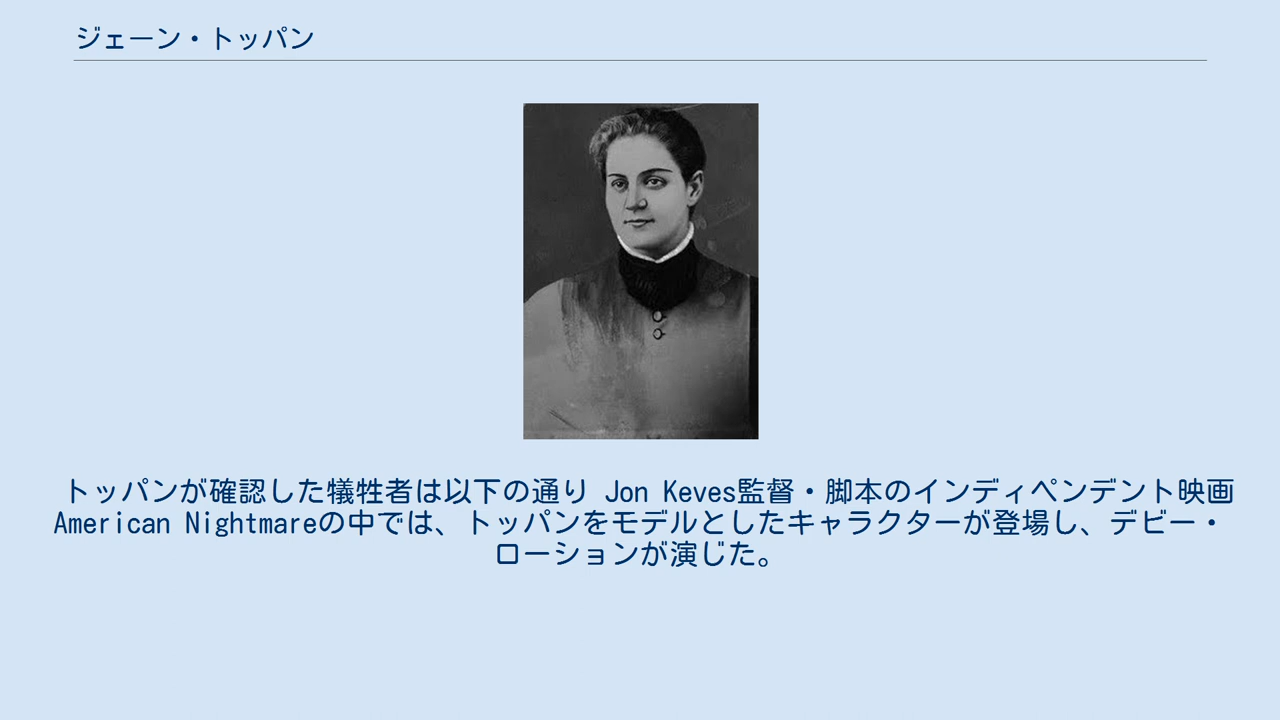 ジェーン・トッパン
トッパンが確認した犠牲者は以下の通り Jon Keves監督・脚本のインディペンデント映画
American Nightmareの中では、トッパンをモデルとしたキャラクターが登場し、デビー・
ローションが演じた。